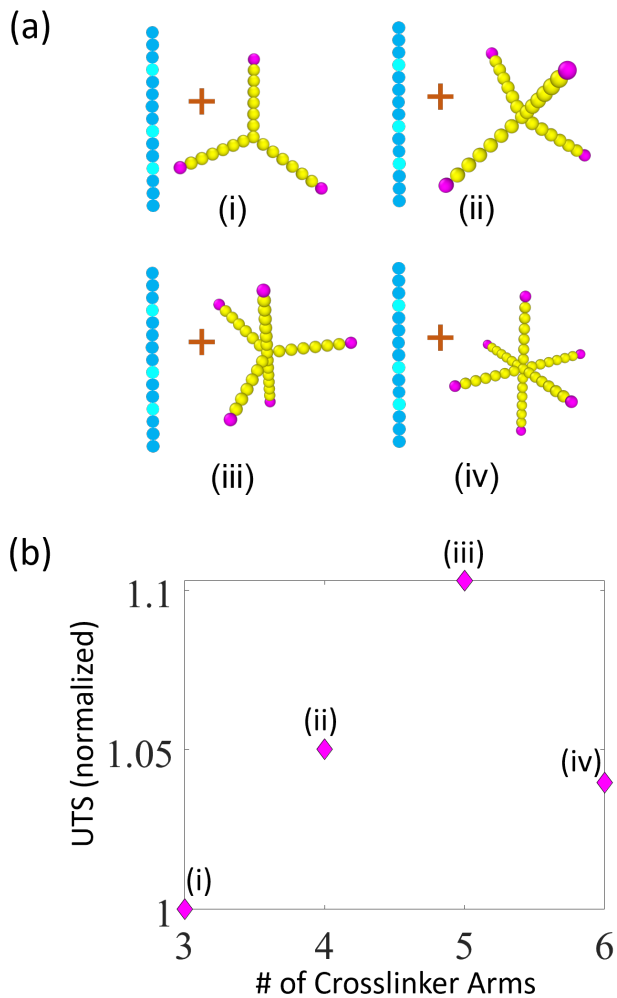 (a)
+
+
(i)
(ii)
+
+
(iii)
(iv)
(b)
(iii)
1.1
UTS (normalized)
(ii)
1.05
(iv)
(i)
1
3 4 5 6
# of Crosslinker Arms